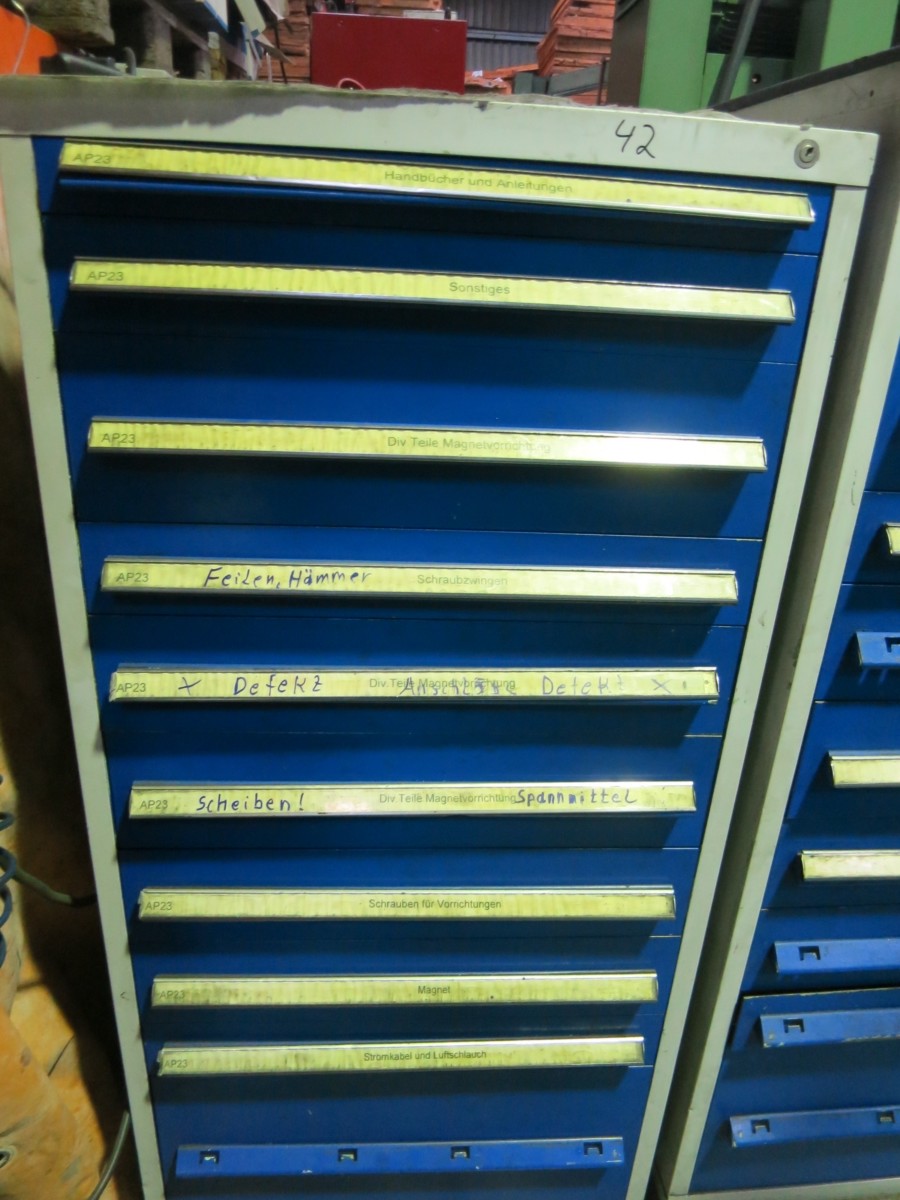 42
AP23 Handbücher und Anleitungen
AP23 Sonstiges
AP23 Div Teile Magnetvorrichtung
AP23 Feilen, Hämmer Schraubzwingen
AP23 x Defekt Div.Teile Magnetvorrichtung Defekt x
AP23 Scheiben! Div Teile Magnetvorrichtung Spannmittel
AP23 Schrauben für Vorrichtungen
AP23 Magnet
AP23 Stromkabel und Luftschlauch